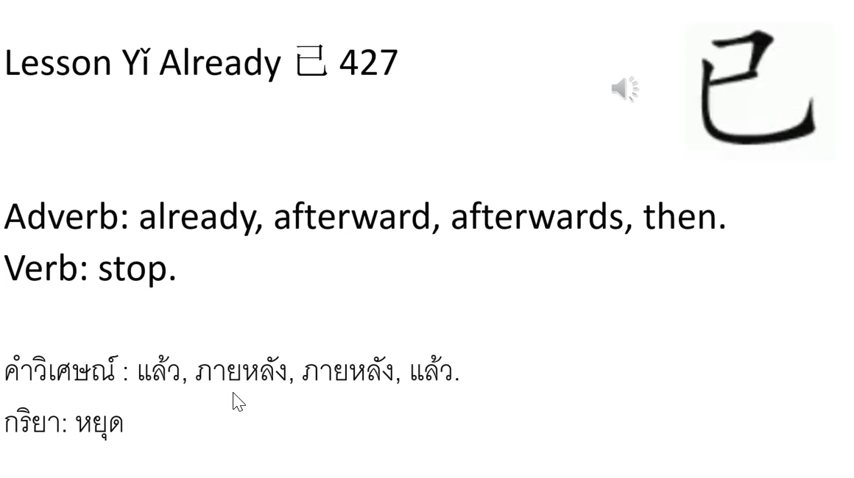 Lesson Yǐ Already 已 427
已
Adverb: already, afterward, afterwards, then.
Verb: stop.
คำวิเศษณ์ : แล้ว, ภายหลัง, ภายหลัง, แล้ว.
กริยา: หยุด